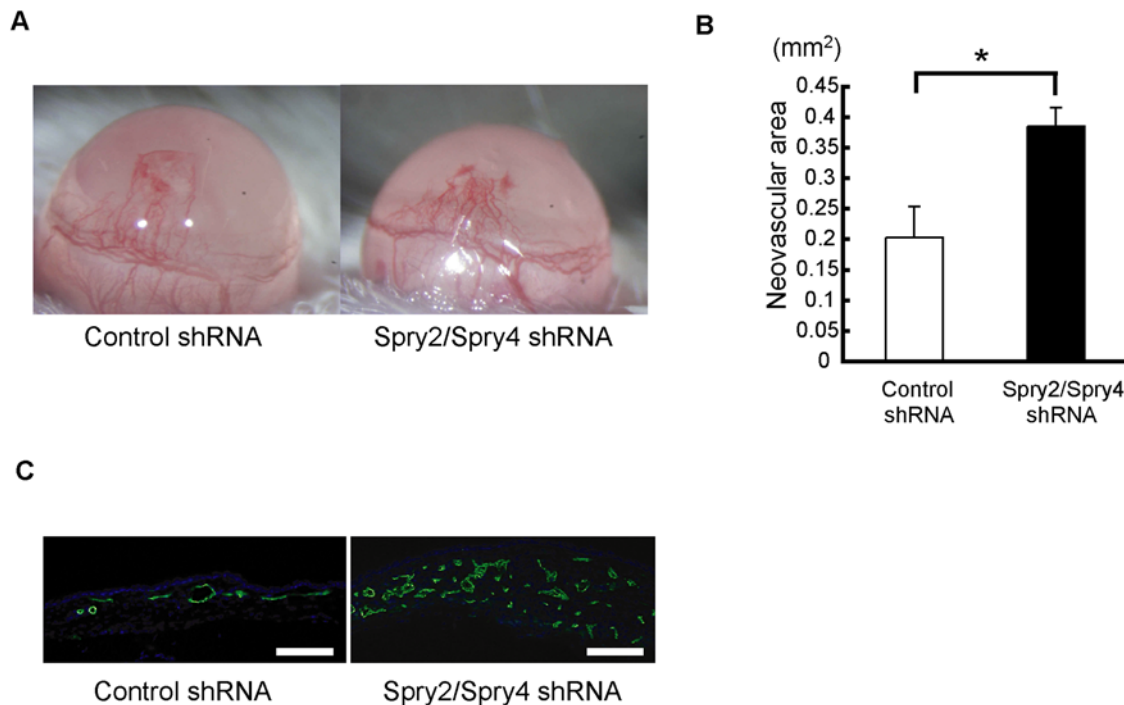 A
Control shRNA
Spry2/Spry4 shRNA
B
(mm²)
*
Neovascular area
0.45
0.4
0.35
0.3
0.25
0.2
0.15
0.1
0.05
0
Control
shRNA
Spry2/Spry4
shRNA
C
Control shRNA
Spry2/Spry4 shRNA